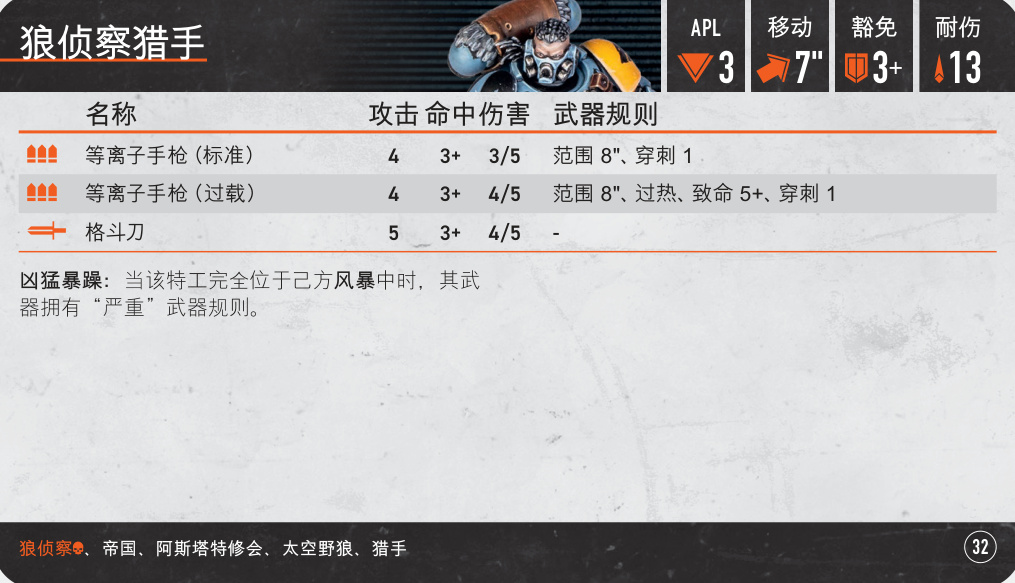 狼侦察猎手
APL 移动 豁免 耐伤
3 7" 3+ 13
名称 攻击 命中 伤害 武器规则
等离子手枪（标准） 4 3+ 3/5 范围 8"、穿刺 1
等离子手枪（过载） 4 3+ 4/5 范围 8"、过热、致命 5+、穿刺 1
格斗刀 5 3+ 4/5 -
凶猛暴躁：当该特工完全位于己方风暴中时，其武
器拥有“严重”武器规则。
狼侦察、帝国、阿斯塔特修会、太空野狼、猎手
32